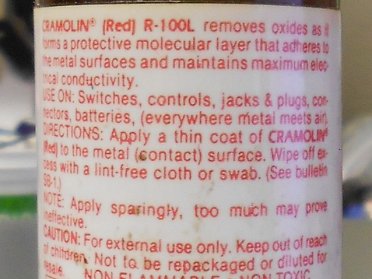 CRAMOLIN® (Red) R-100L removes oxides as it
forms a protective molecular layer that adheres to
the metal surfaces and maintains maximum elec-
trical conductivity.
USE ON: Switches, controls, jacks & plugs, con-
nectors, batteries, (everywhere metal meets air).
DIRECTIONS: Apply a thin coat of CRAMOLIN®
(Red) to the metal (contact) surface. Wipe off ex-
cess with a lint-free cloth or swab. (See bulletin
SB-1.)
NOTE: Apply sparingly, too much may prove
ineffective.
CAUTION: For external use only. Keep out of reach
of children. Not to be repackaged or diluted for
resale. NON-FLAMMABLE - NON-TOXIC